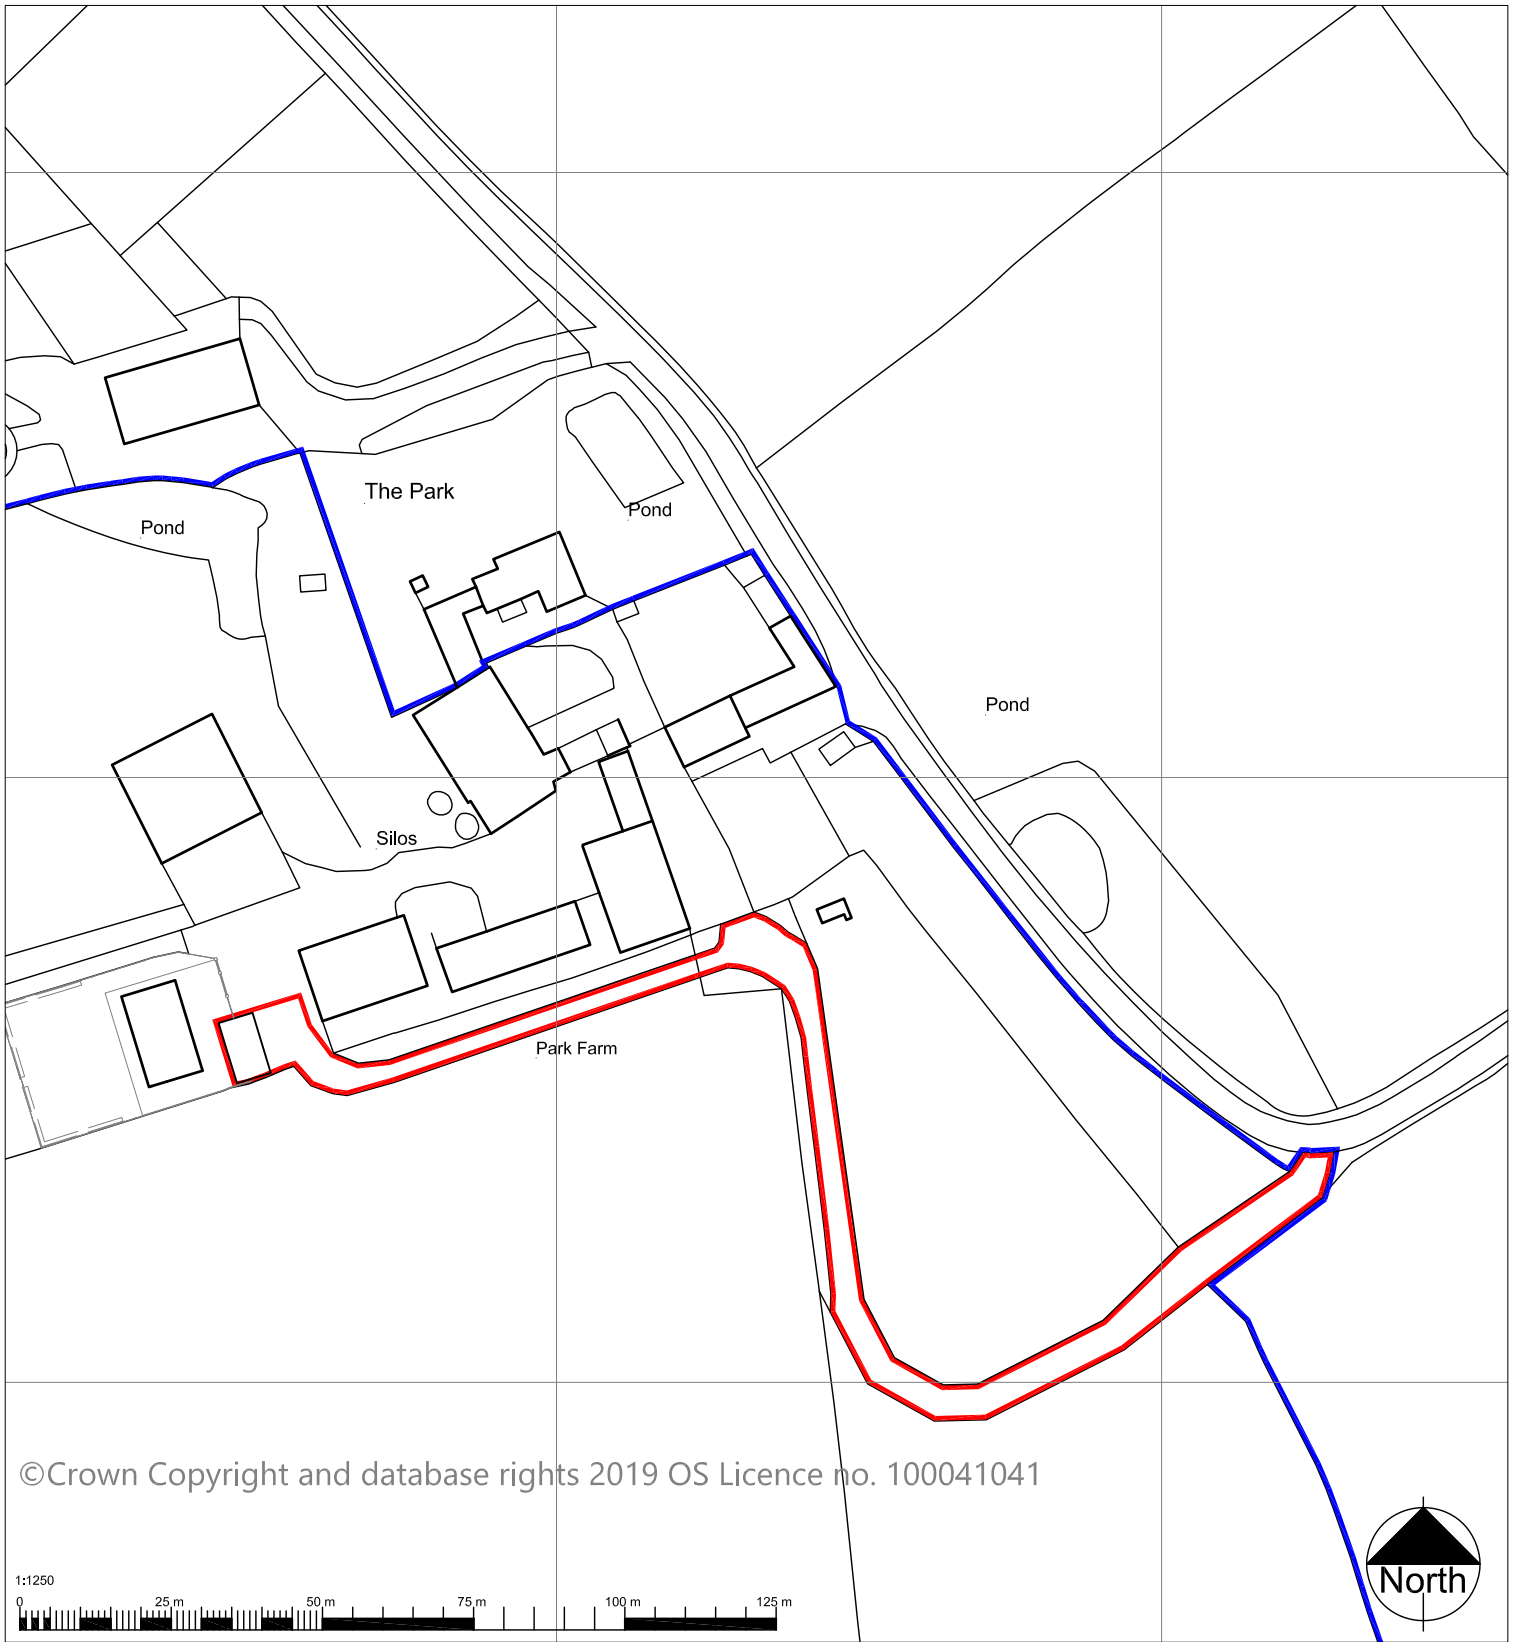 The Park
Pond
Pond
Pond
Silos
Park Farm
©Crown Copyright and database rights 2019 OS Licence no. 100041041
1:1250
0 25 m 50 m 75 m 100 m 125 m
North